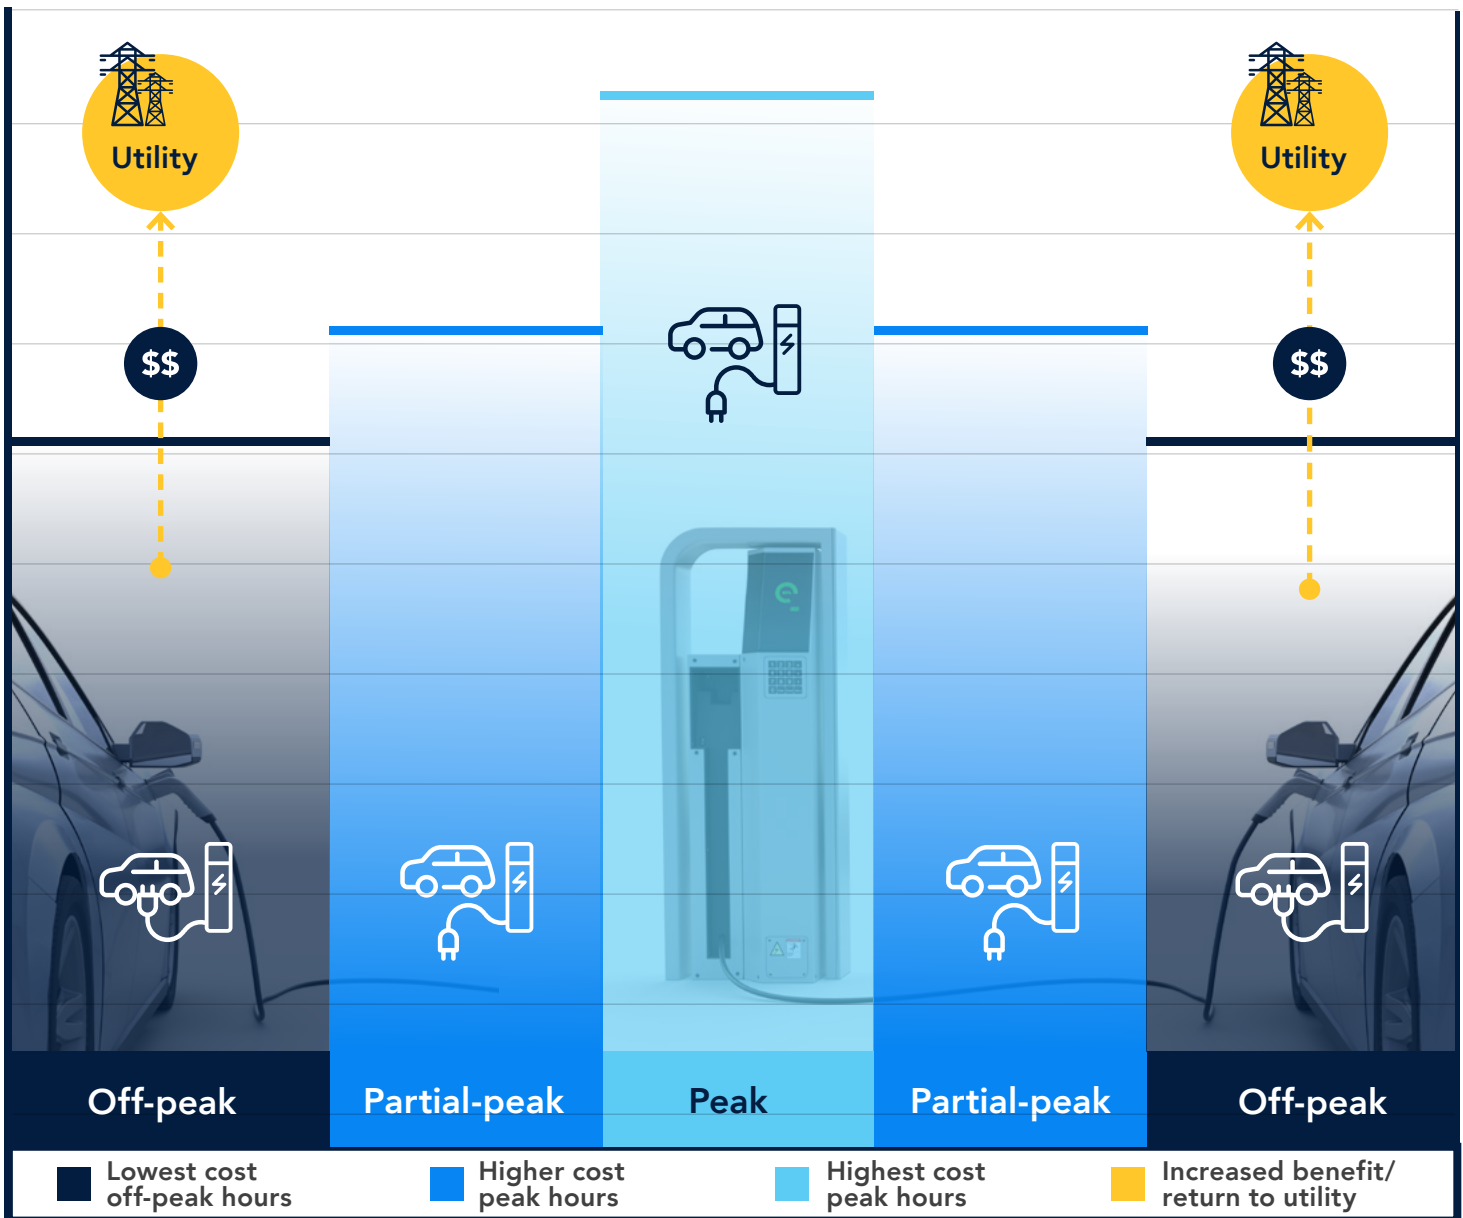 Utility
Utility
$$
$$
Off-peak
Partial-peak
Peak
Partial-peak
Off-peak
Lowest cost
off-peak hours
Higher cost
peak hours
Highest cost
peak hours
Increased benefit/
return to utility